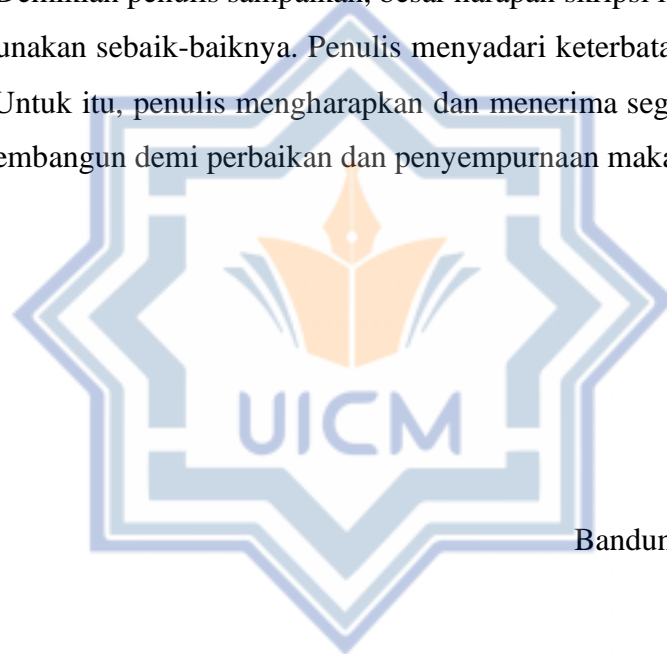 Demikian penulis sampaikan, besar harapan skripsi
unakan sebaik-baiknya. Penulis menyadari keterbata
Untuk itu, penulis mengharapkan dan menerima seg
embangun demi perbaikan dan penyempurnaan maka
UICM
Bandun